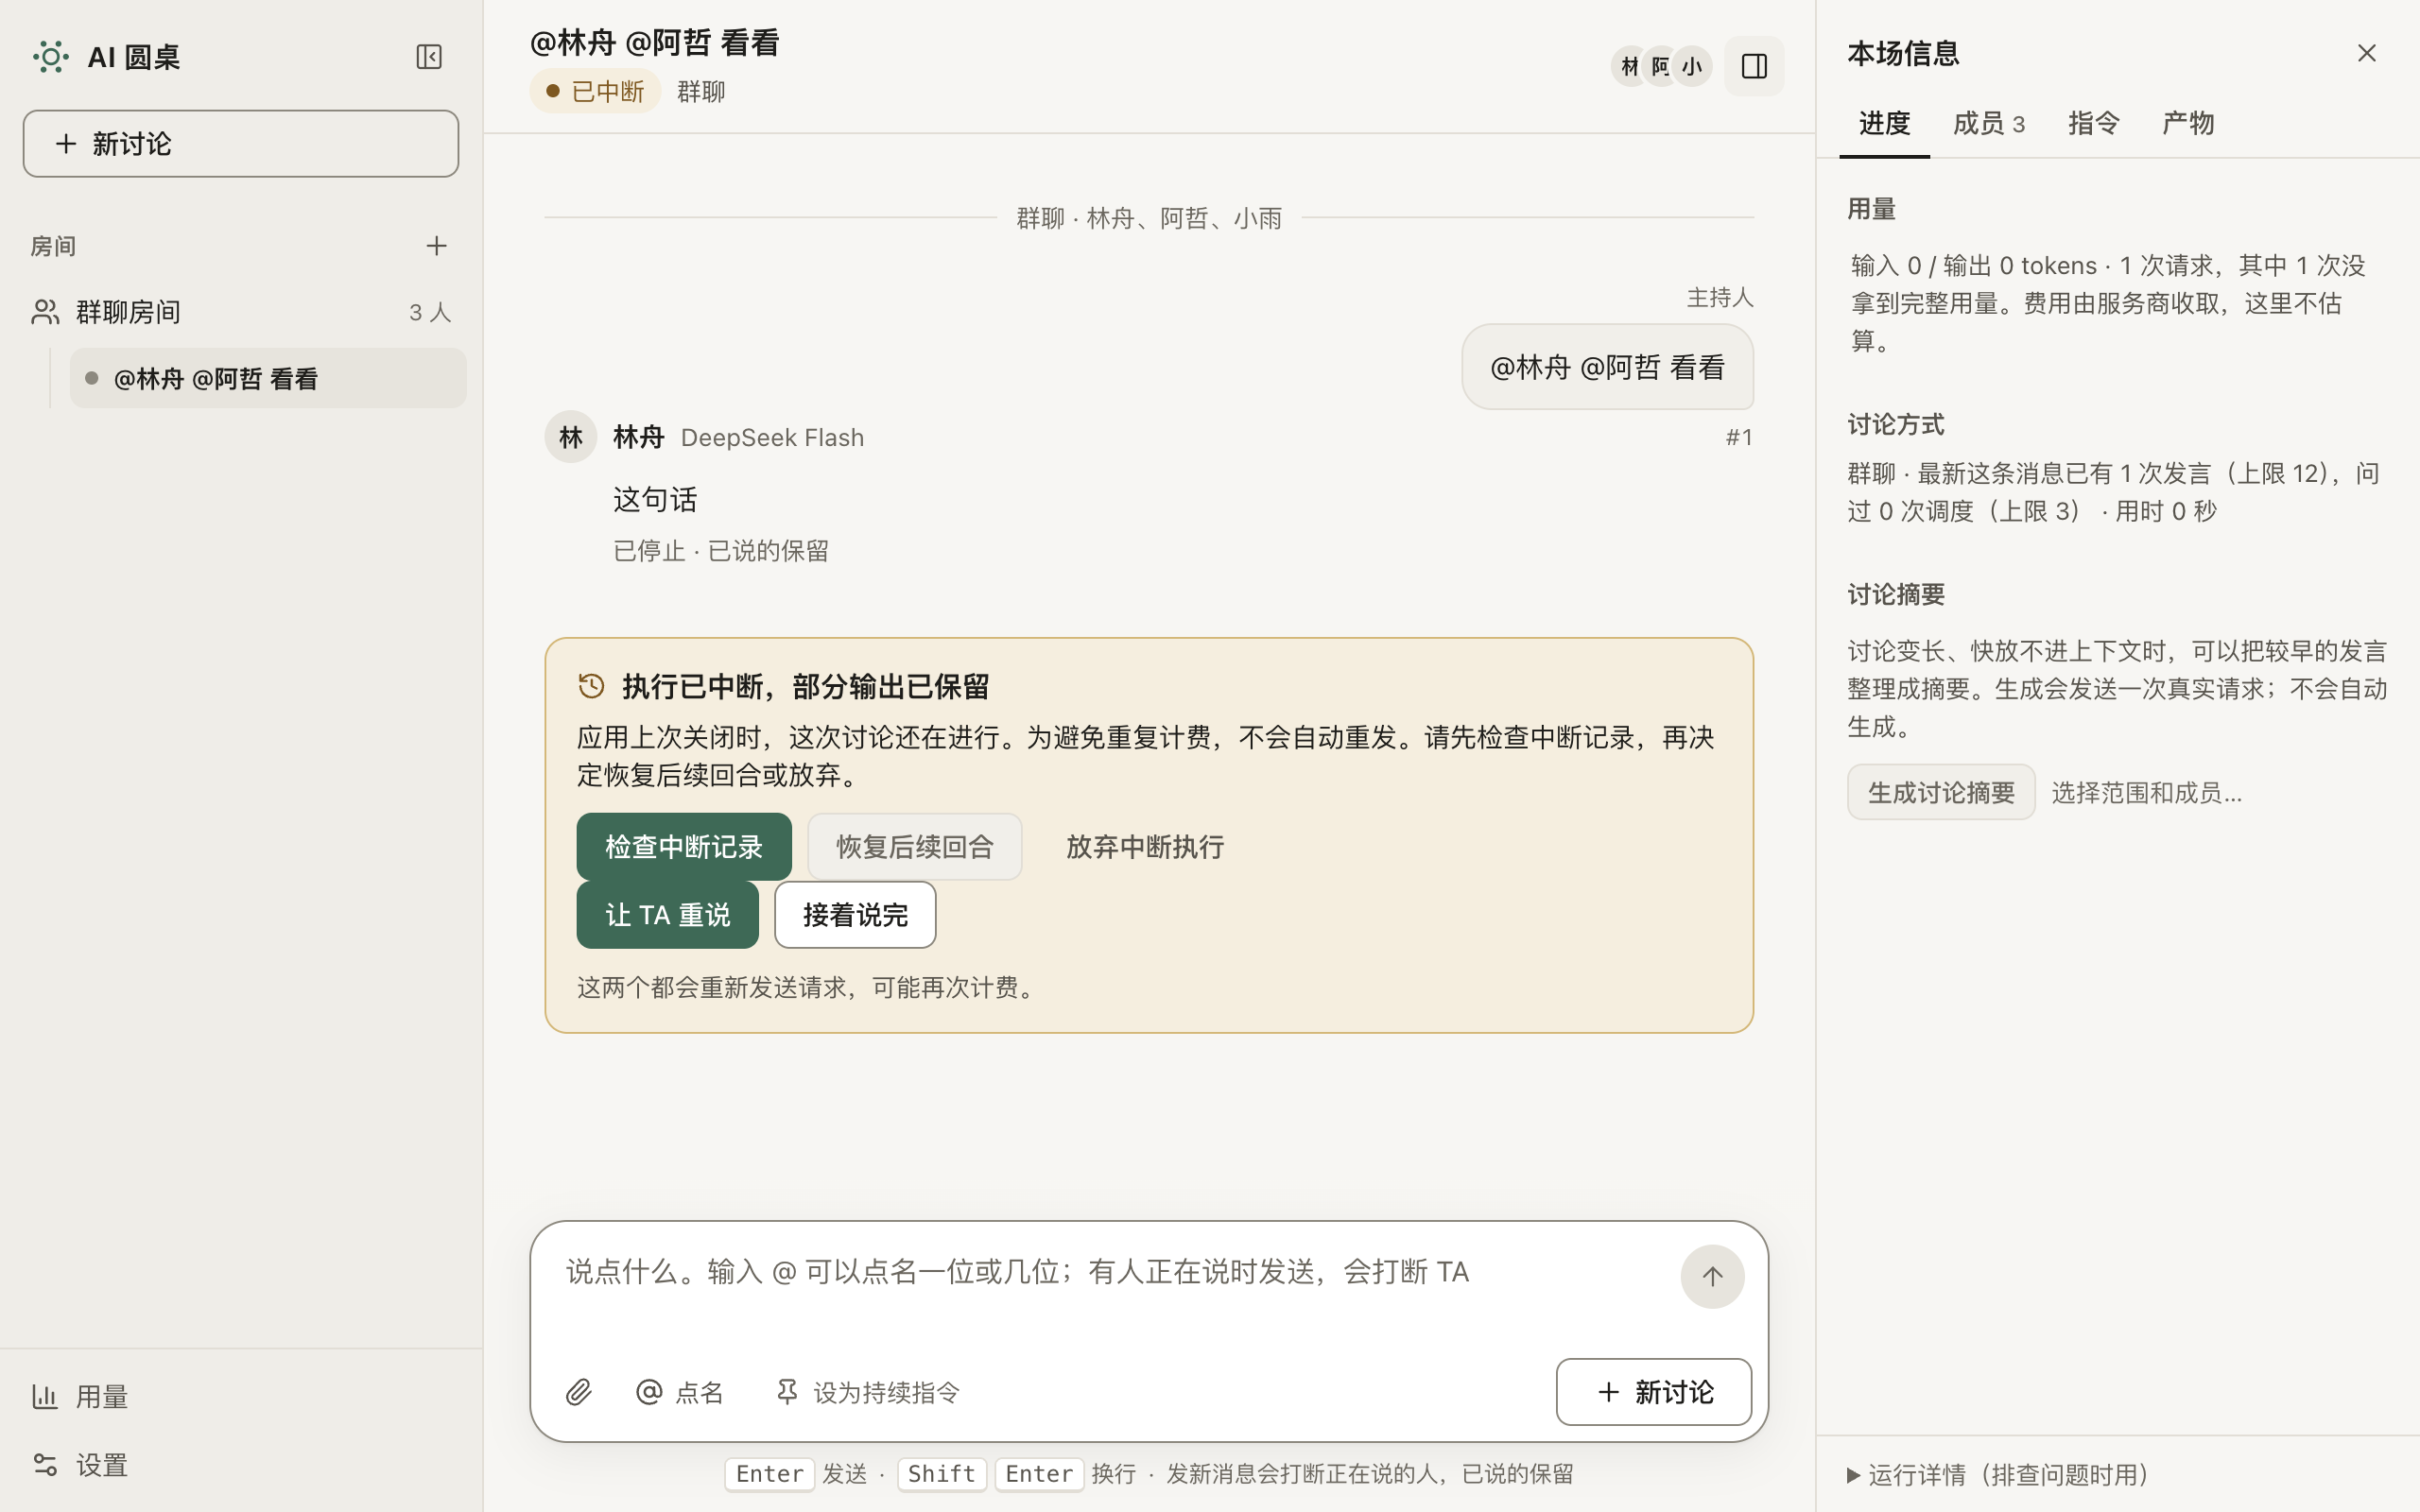 AI 圆桌
新讨论
房间
群聊房间 3 人
@林舟 @阿哲 看看
用量
设置
@林舟 @阿哲 看看
已中断 群聊
林 阿 小
群聊 · 林舟、阿哲、小雨
主持人
@林舟 @阿哲 看看
林 林舟 DeepSeek Flash #1
这句话
已停止 · 已说的保留
执行已中断，部分输出已保留
应用上次关闭时，这次讨论还在进行。为避免重复计费，不会自动重发。请先检查中断记录，再决
定恢复后续回合或放弃。
检查中断记录 恢复后续回合 放弃中断执行
让 TA 重说 接着说完
这两个都会重新发送请求，可能再次计费。
说点什么。输入 @ 可以点名一位或几位；有人正在说时发送，会打断 TA
点名 设为持续指令 新讨论
Enter 发送 · Shift Enter 换行 · 发新消息会打断正在说的人，已说的保留
本场信息
进度 成员 3 指令 产物
用量
输入 0 / 输出 0 tokens · 1 次请求，其中 1 次没
拿到完整用量。费用由服务商收取，这里不估
算。
讨论方式
群聊 · 最新这条消息已有 1 次发言（上限 12），问
过 0 次调度（上限 3） · 用时 0 秒
讨论摘要
讨论变长、快放不进上下文时，可以把较早的发言
整理成摘要。生成会发送一次真实请求；不会自动
生成。
生成讨论摘要 选择范围和成员...
运行详情（排查问题时用）